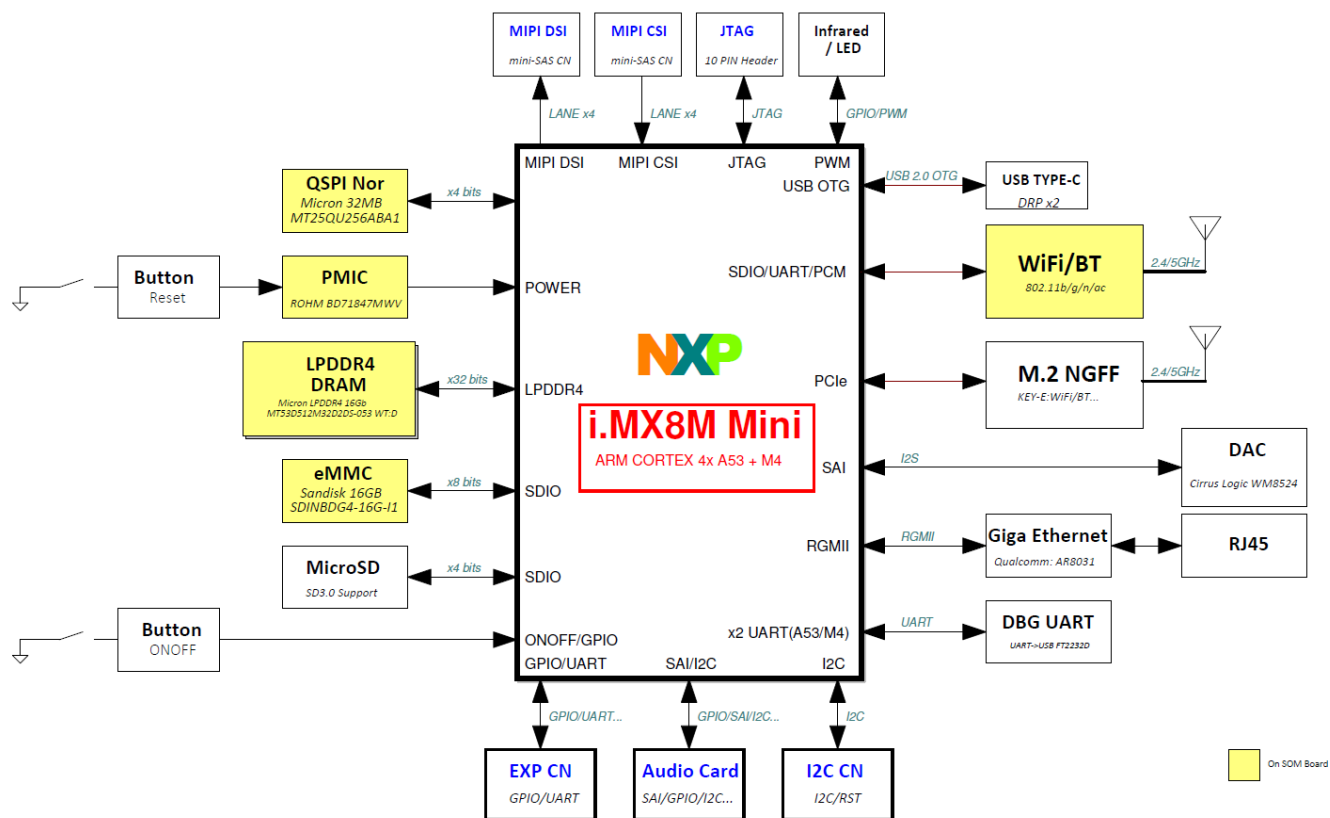 MIPI DSI
mini-SAS CN
MIPI CSI
mini-SAS CN
JTAG
10 PIN Header
Infrared
/ LED
LANE x4
LANE x4
JTAG
GPIO/PWM
MIPI DSI
MIPI CSI
JTAG
PWM
USB OTG
QSPI Nor
Micron 32MB
MT25QU256ABA1
x4 bits
USB 2.0 OTG
USB TYPE-C
DRP x2
Button
Reset
PMIC
ROHM BD71847MWV
POWER
SDIO/UART/PCM
WiFi/BT
802.11b/g/n/ac
2.4/5GHz
LPDDR4
DRAM
Micron LPDDR4 16Gb
MT53D512M32D2DS-053 WT:D
x32 bits
LPDDR4
NXP
i.MX8M Mini
ARM CORTEX 4x A53 + M4
PCIe
M.2 NGFF
KEY-E:WiFi/BT...
2.4/5GHz
eMMC
Sandisk 16GB
SDINBDG4-16G-I1
x8 bits
SDIO
SAI
I2S
DAC
Cirrus Logic WM8524
RGMII
RGMII
Giga Ethernet
Qualcomm: AR8031
RJ45
MicroSD
SD3.0 Support
x4 bits
SDIO
Button
ONOFF
ONOFF/GPIO
x2 UART(A53/M4)
UART
DBG UART
UART->USB FT2232D
GPIO/UART
SAI/I2C
I2C
GPIO/UART...
GPIO/SAI/I2C...
I2C
EXP CN
GPIO/UART
Audio Card
SAI/GPIO/I2C...
I2C CN
I2C/RST
On SOM Board